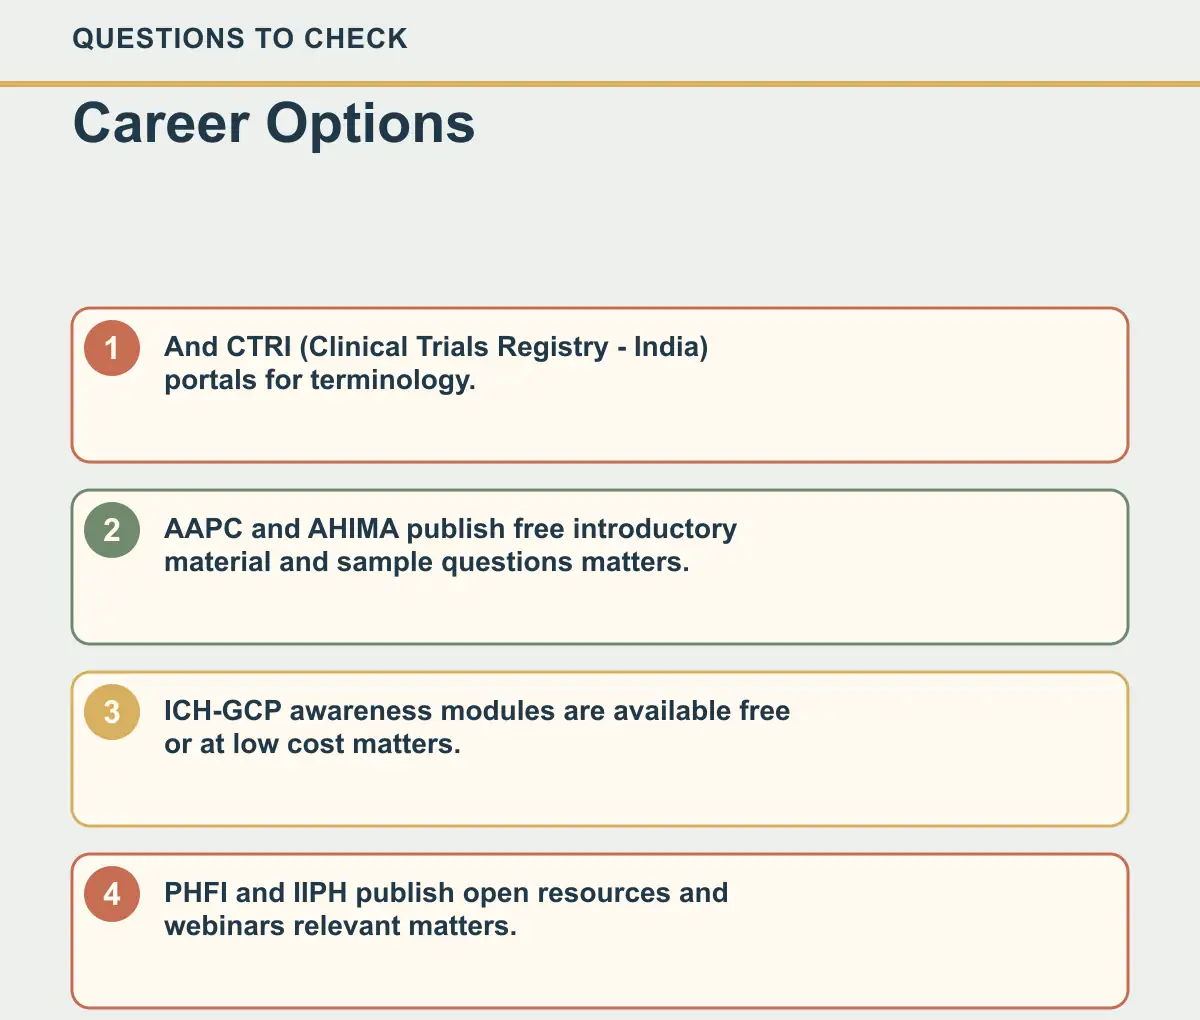 QUESTIONS TO CHECK
Career Options
1
And CTRI (Clinical Trials Registry - India)
portals for terminology.
2
AAPC and AHIMA publish free introductory
material and sample questions matters.
3
ICH-GCP awareness modules are available free
or at low cost matters.
4
PHFI and IIPH publish open resources and
webinars relevant matters.